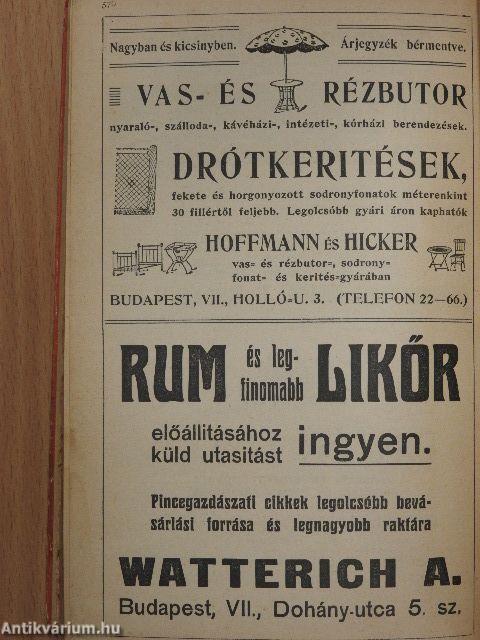 Nagyban és kicsinyben. Árjegyzék bérmentve.
VAS- ÉS RÉZBUTOR
nyaraló-, szálloda-, kávéházi-, intézeti-, kórházi berendezések.
DRÓTKERITÉSEK,
fekete és horgonyozott sodronyfonatok méterenkint
30 fillértől feljebb. Legolcsóbb gyári áron kaphatók
HOFFMANN és HICKER
vas- és rézbutor-, sodrony-
fonat- és kerités-gyárában
BUDAPEST, VII., HOLLÓ-U. 3. (TELEFON 22—66.)
RUM és leg-
finomabb LIKŐR
előállitásához
küld utasitást ingyen.
Pincegazdászati cikkek legolcsóbb bevá-
sárlási forrása és legnagyobb raktára
WATTERICH A.
Budapest, VII., Dohány-utca 5. sz.
Antikvárium.hu